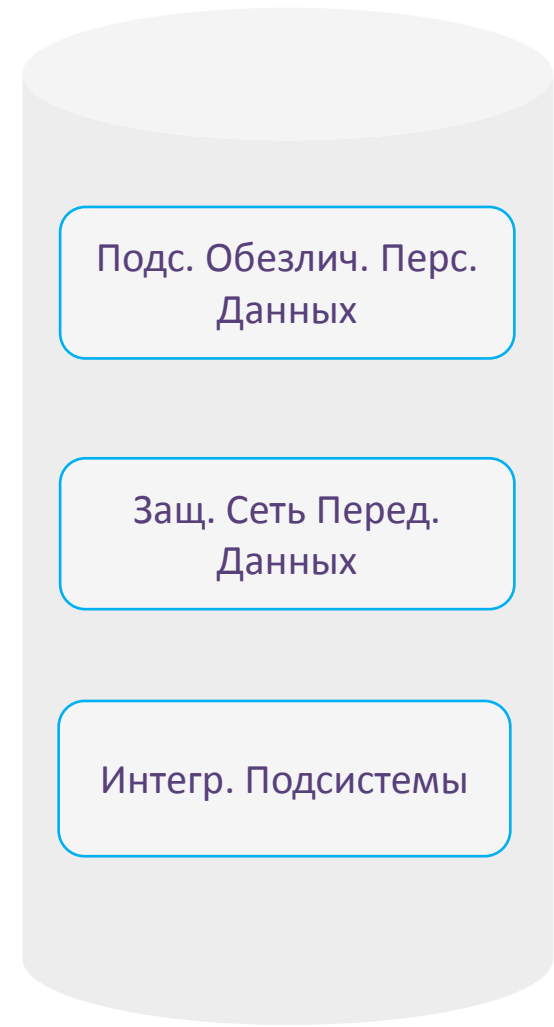 Подс. Обезлич. Перс.
Данных
Защ. Сеть Перед.
Данных
Интегр. Подсистемы